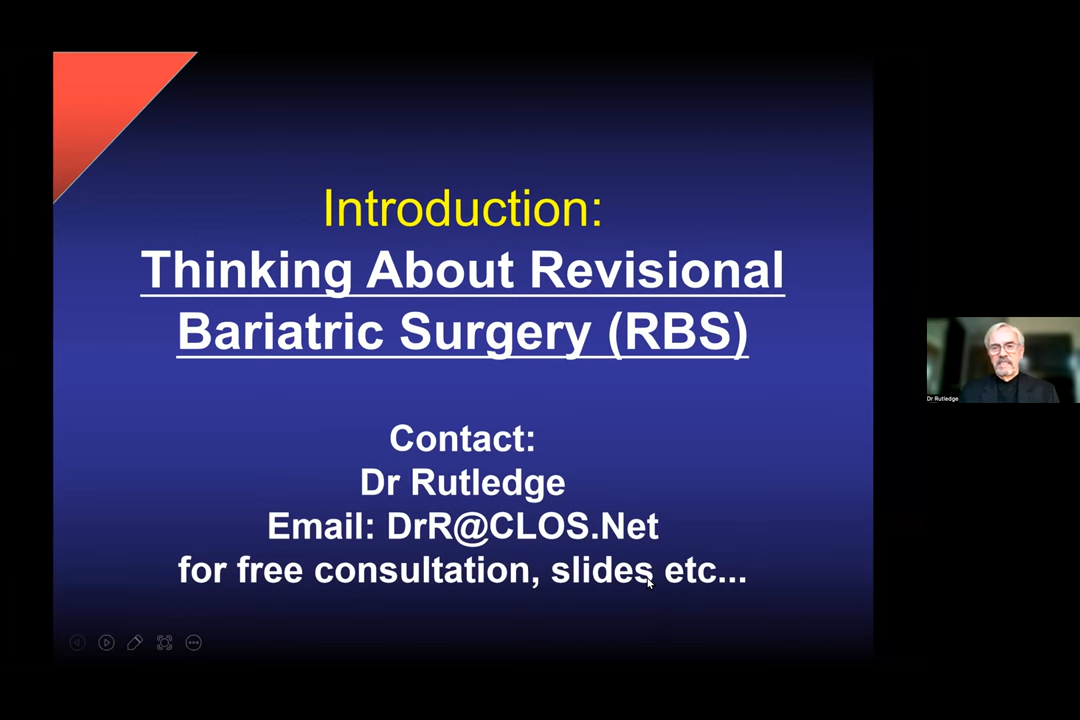 Introduction:
Thinking About Revisional
Bariatric Surgery (RBS)
Contact:
Dr Rutledge
Email: DrR@CLOS.Net
for free consultation, slides etc...
Dr Rutledge